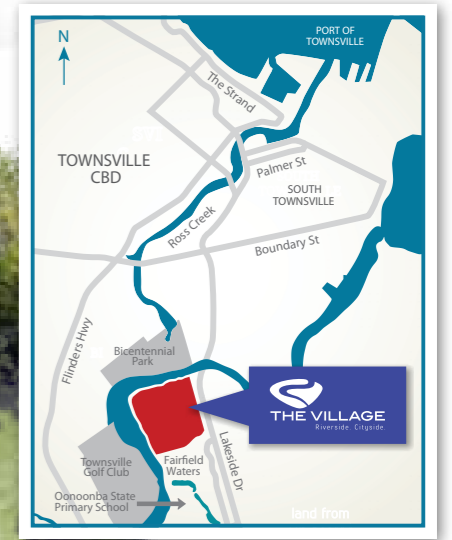 N
PORT OF
TOWNSVILLE
The Strand
TOWNSVILLE
CBD
Palmer St
SOUTH
TOWNSVILLE
Ross Creek
Boundary St
Flinders Hwy
Bicentennial
Park
THE VILLAGE
Riverside. Cityside.
Lakeside Dr
Townsville
Golf Club
Fairfield
Waters
Oonoonba State
Primary School
land from